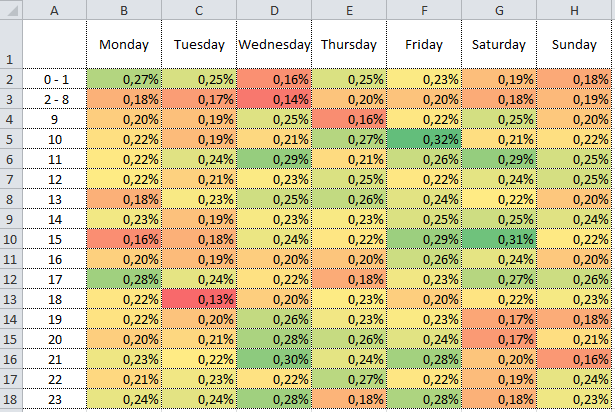 A B C D E F G H
1 Monday Tuesday Wednesday Thursday Friday Saturday Sunday
2 0 - 1 0,27% 0,25% 0,16% 0,25% 0,23% 0,19% 0,18%
3 2 - 8 0,18% 0,17% 0,14% 0,20% 0,20% 0,18% 0,19%
4 9 0,20% 0,19% 0,25% 0,16% 0,22% 0,25% 0,20%
5 10 0,22% 0,19% 0,21% 0,27% 0,32% 0,21% 0,22%
6 11 0,22% 0,24% 0,29% 0,21% 0,26% 0,29% 0,25%
7 12 0,22% 0,21% 0,23% 0,25% 0,22% 0,24% 0,25%
8 13 0,18% 0,23% 0,25% 0,26% 0,24% 0,22% 0,20%
9 14 0,23% 0,19% 0,23% 0,23% 0,25% 0,25% 0,24%
10 15 0,16% 0,18% 0,24% 0,22% 0,29% 0,31% 0,22%
11 16 0,20% 0,19% 0,20% 0,20% 0,26% 0,24% 0,20%
12 17 0,28% 0,24% 0,22% 0,18% 0,23% 0,27% 0,26%
13 18 0,22% 0,13% 0,20% 0,23% 0,20% 0,22% 0,23%
14 19 0,22% 0,20% 0,26% 0,23% 0,23% 0,17% 0,18%
15 20 0,20% 0,21% 0,28% 0,26% 0,24% 0,17% 0,21%
16 21 0,23% 0,22% 0,30% 0,24% 0,28% 0,20% 0,16%
17 22 0,21% 0,23% 0,22% 0,27% 0,22% 0,19% 0,24%
18 23 0,24% 0,24% 0,28% 0,18% 0,28% 0,18% 0,23%